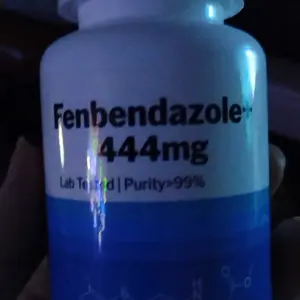 Fenbendazole+
444mg
Lab Tested | Purity>99%